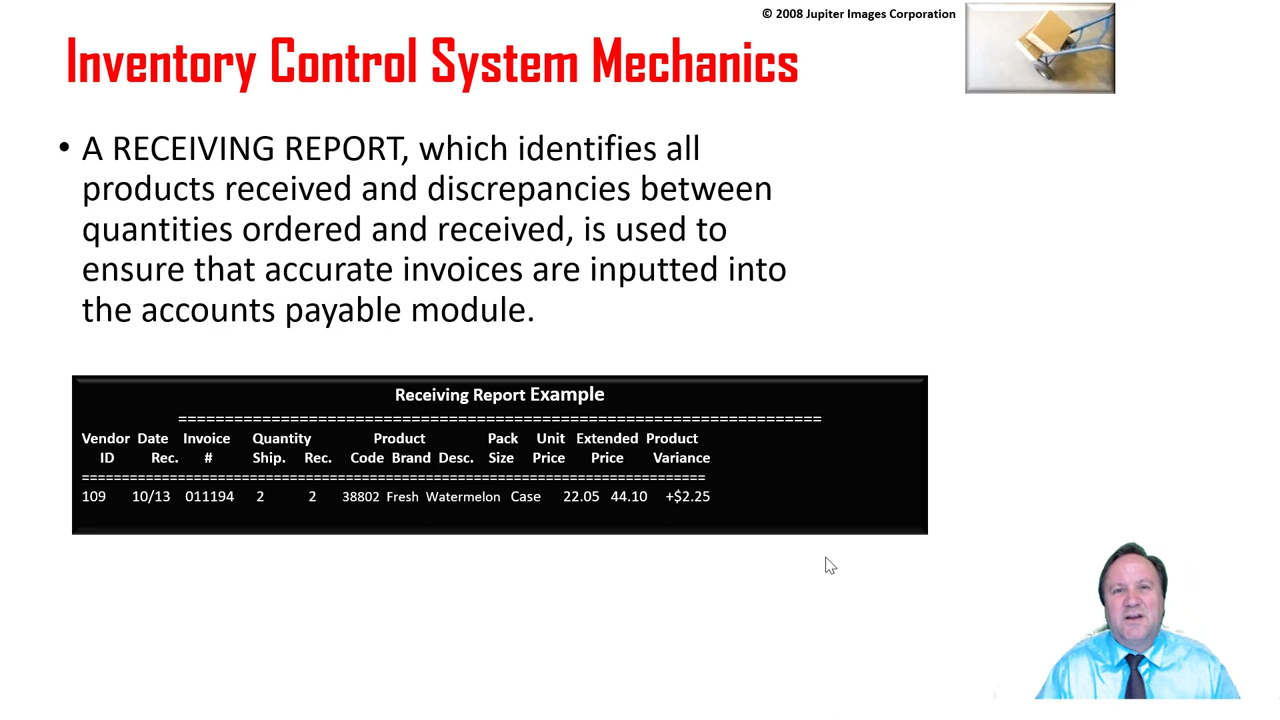 © 2008 Jupiter Images Corporation
Inventory Control System Mechanics
• A RECEIVING REPORT, which identifies all
products received and discrepancies between
quantities ordered and received, is used to
ensure that accurate invoices are inputted into
the accounts payable module.
Receiving Report Example
=====================================================================
Vendor Date Invoice Quantity Product Pack Unit Extended Product
ID Rec. # Ship. Rec. Code Brand Desc. Size Price Price Variance
================================================================================
109 10/13 011194 2 2 38802 Fresh Watermelon Case 22.05 44.10 +$2.25